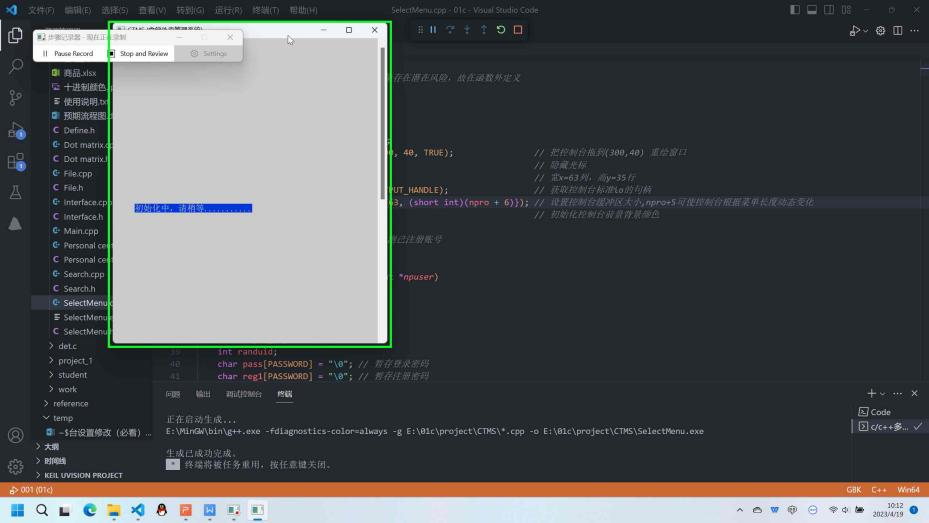 文件(F) 编辑(E) 选择(S) 查看(V) 转到(G) 运行(R) 终端(T) 帮助(H)
SelectMenu.cpp - 01c - Visual Studio Code
步骤记录器 - 现在正在录制
Pause Record Stop and Review Settings
商品.xlsx
十进制颜色
使用说明.tx
预期流程图.
Define.h
Dot matrix.c
Dot matrix.h
File.cpp
File.h
Interface.cpp
Interface.h
Main.cpp
Personal cent
Personal cent
Search.cpp
Search.h
SelectMenu.c
SelectMenu
SelectMenu
det.c
project_1
student
work
reference
temp
~$台设置修改（必看）...
大纲
时间线
KEIL UVISION PROJECT
初始化中，请稍等............
存在潜在风险，故在函数外定义
0, 40, TRUE); // 把控制台拖到(300,40) 重绘窗口
// 隐藏光标
// 宽x=63列，高y=35行
PUT_HANDLE); // 获取控制台标准io的句柄
63, (short int)(npro + 6)}); // 设置控制台缓冲区大小,npro+5可使控制台根据菜单长度动态变化
// 初始化控制台前景背景颜色
测已注册账号
*npuser)
39 int randuid;
40 char pass[PASSWORD] = "\0"; // 暂存登录密码
41 char reg1[PASSWORD] = "\0"; // 暂存注册密码
问题 输出 调试控制台 终端
正在启动生成...
E:\MinGW\bin\g++.exe -fdiagnostics-color=always -g E:\01c\project\CTMS\*.cpp -o E:\01c\project\CTMS\SelectMenu.exe
生成已成功完成。
* 终端将被任务重用，按任意键关闭。
Code
c/c++多...
001 (01c)
GBK C++ Win64
10:12
2023/4/19